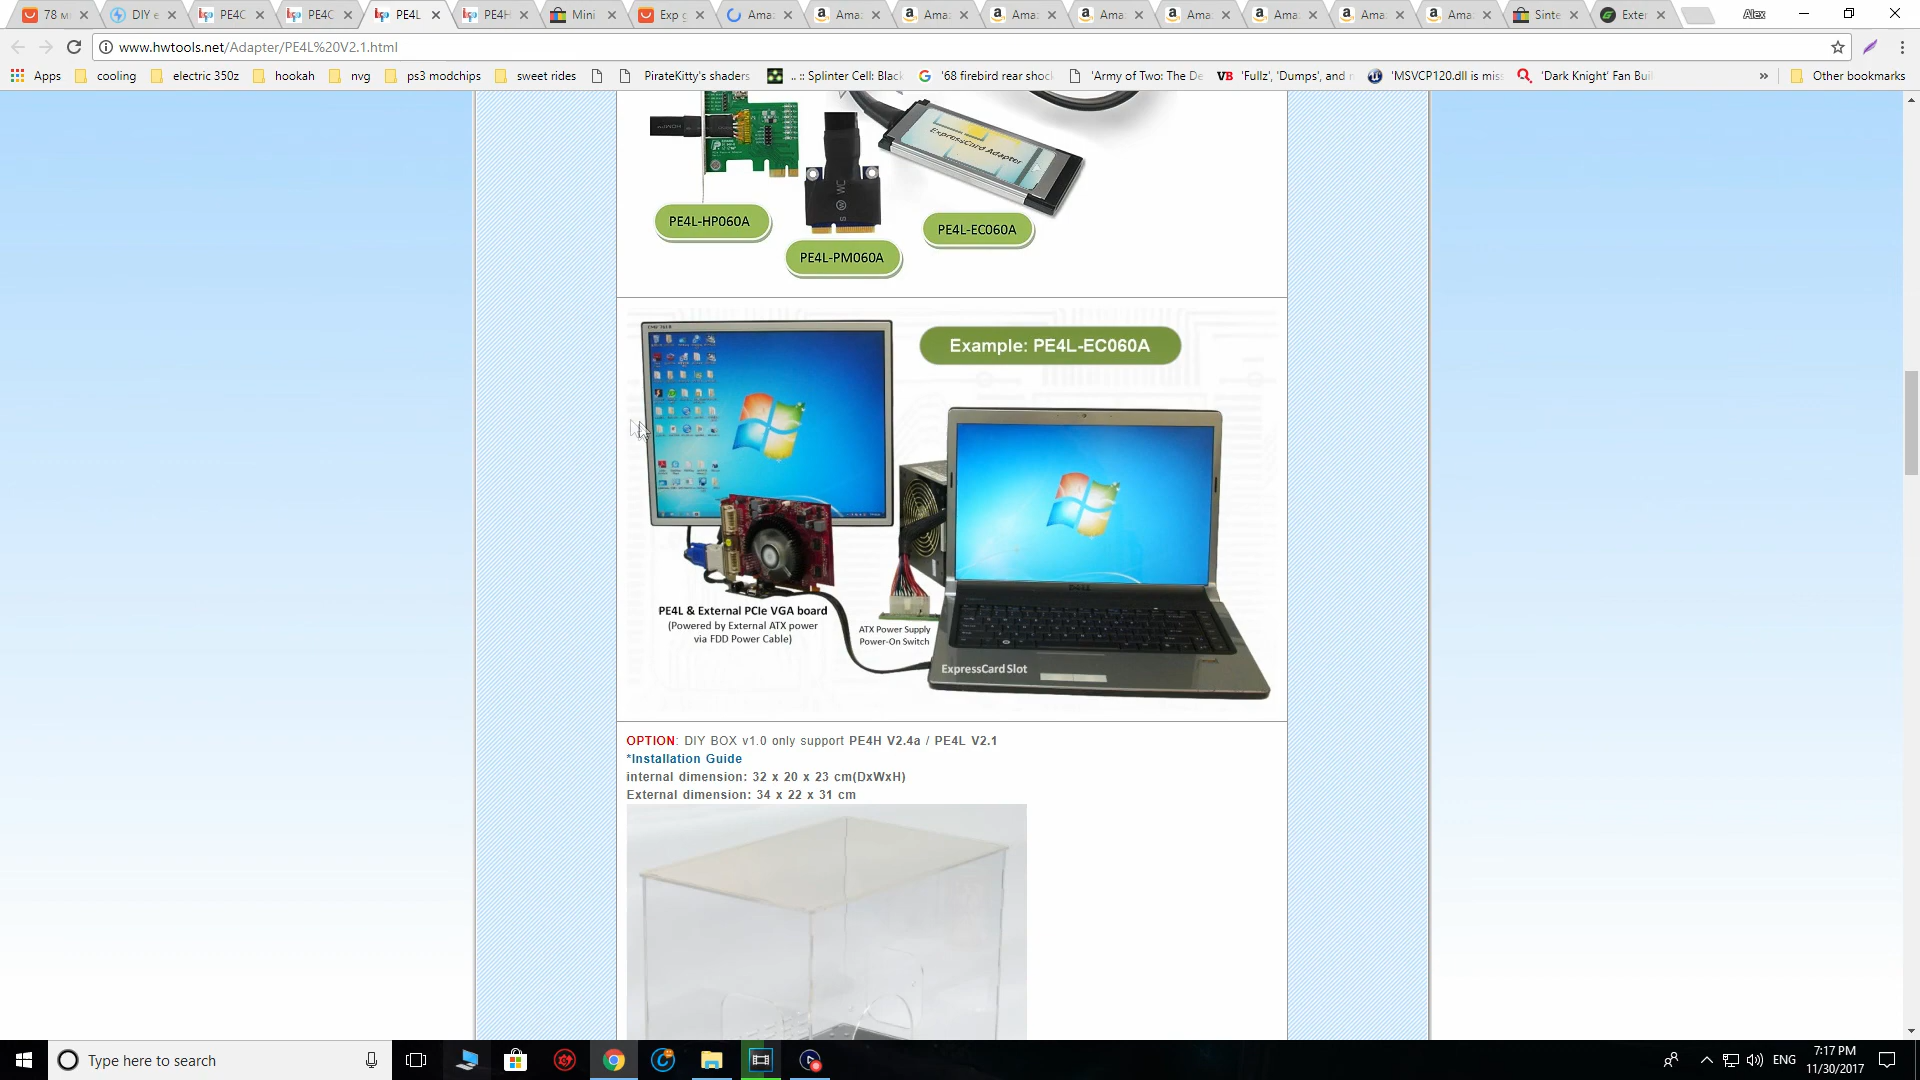 78 м
DIY e
PE4C
PE4C
PE4L
PE4H
Mini
Exp g
Ama
Ama
Ama
Ama
Ama
Ama
Ama
Ama
Ama
Sinte
Exter
Alex
www.hwtools.net/Adapter/PE4L%20V2.1.html
Apps
cooling
electric 350z
hookah
nvg
ps3 modchips
sweet rides
PirateKitty's shaders
.. :: Splinter Cell: Blac
'68 firebird rear shoc
'Army of Two: The De
'Fullz', 'Dumps', and
'MSVCP120.dll is miss
'Dark Knight' Fan Bui
»
Other bookmarks
ExpressCard Adapter
PE4L-HP060A
PE4L-EC060A
PE4L-PM060A
Example: PE4L-EC060A
PE4L & External PCIe VGA board
(Powered by External ATX power
via FDD Power Cable)
ATX Power Supply
Power-On Switch
DELL
ExpressCard Slot
OPTION: DIY BOX v1.0 only support PE4H V2.4a / PE4L V2.1
*Installation Guide
internal dimension: 32 x 20 x 23 cm(DxWxH)
External dimension: 34 x 22 x 31 cm
Type here to search
ENG
7:17 PM
11/30/2017